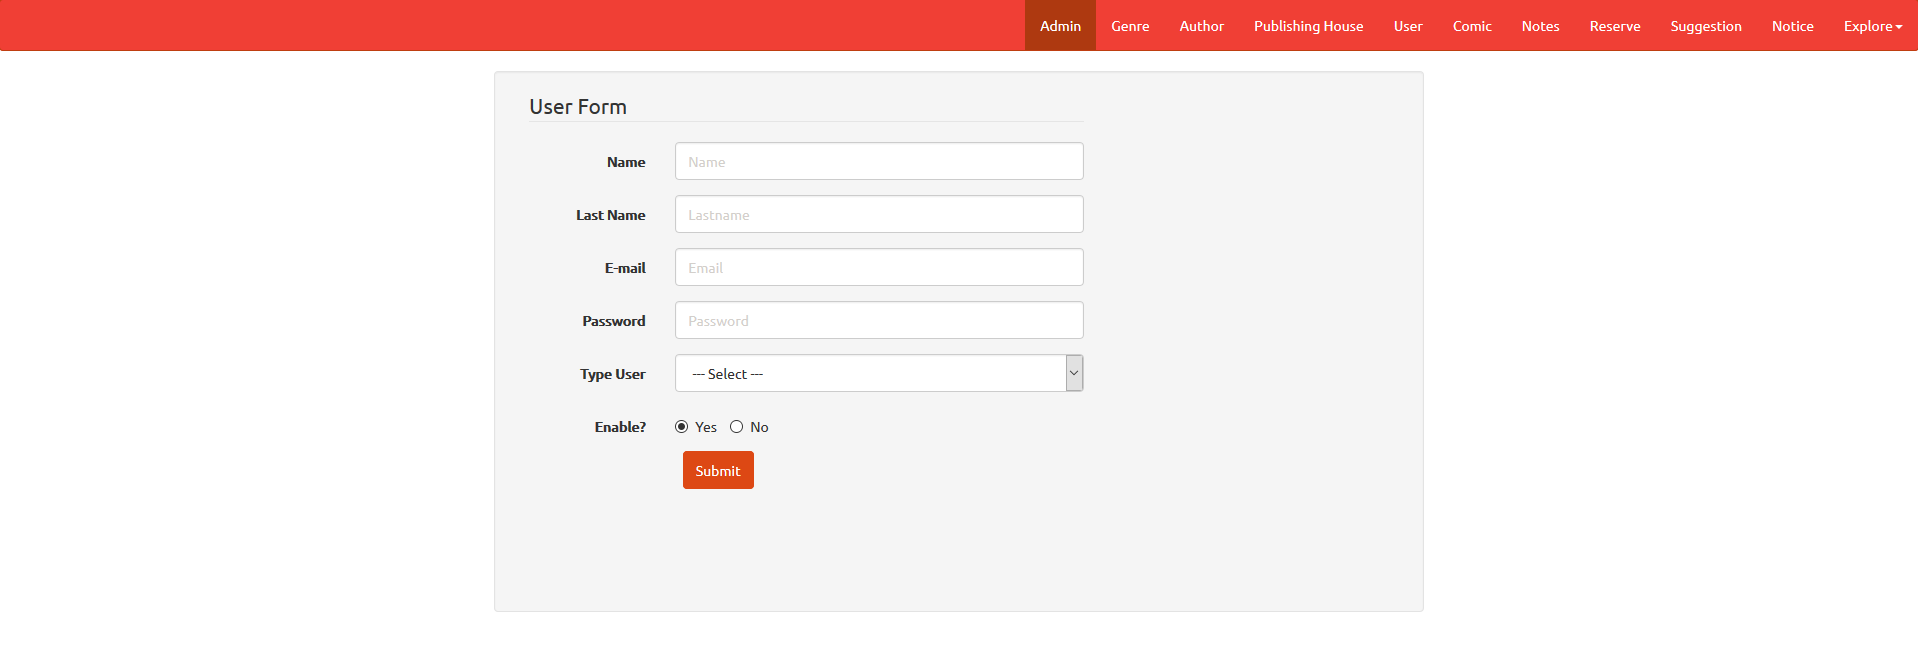 Admin Genre Author Publishing House User Comic Notes Reserve Suggestion Notice Explore
User Form
Name Name
Last Name Lastname
E-mail Email
Password Password
Type User --- Select ---
Enable? Yes No
Submit